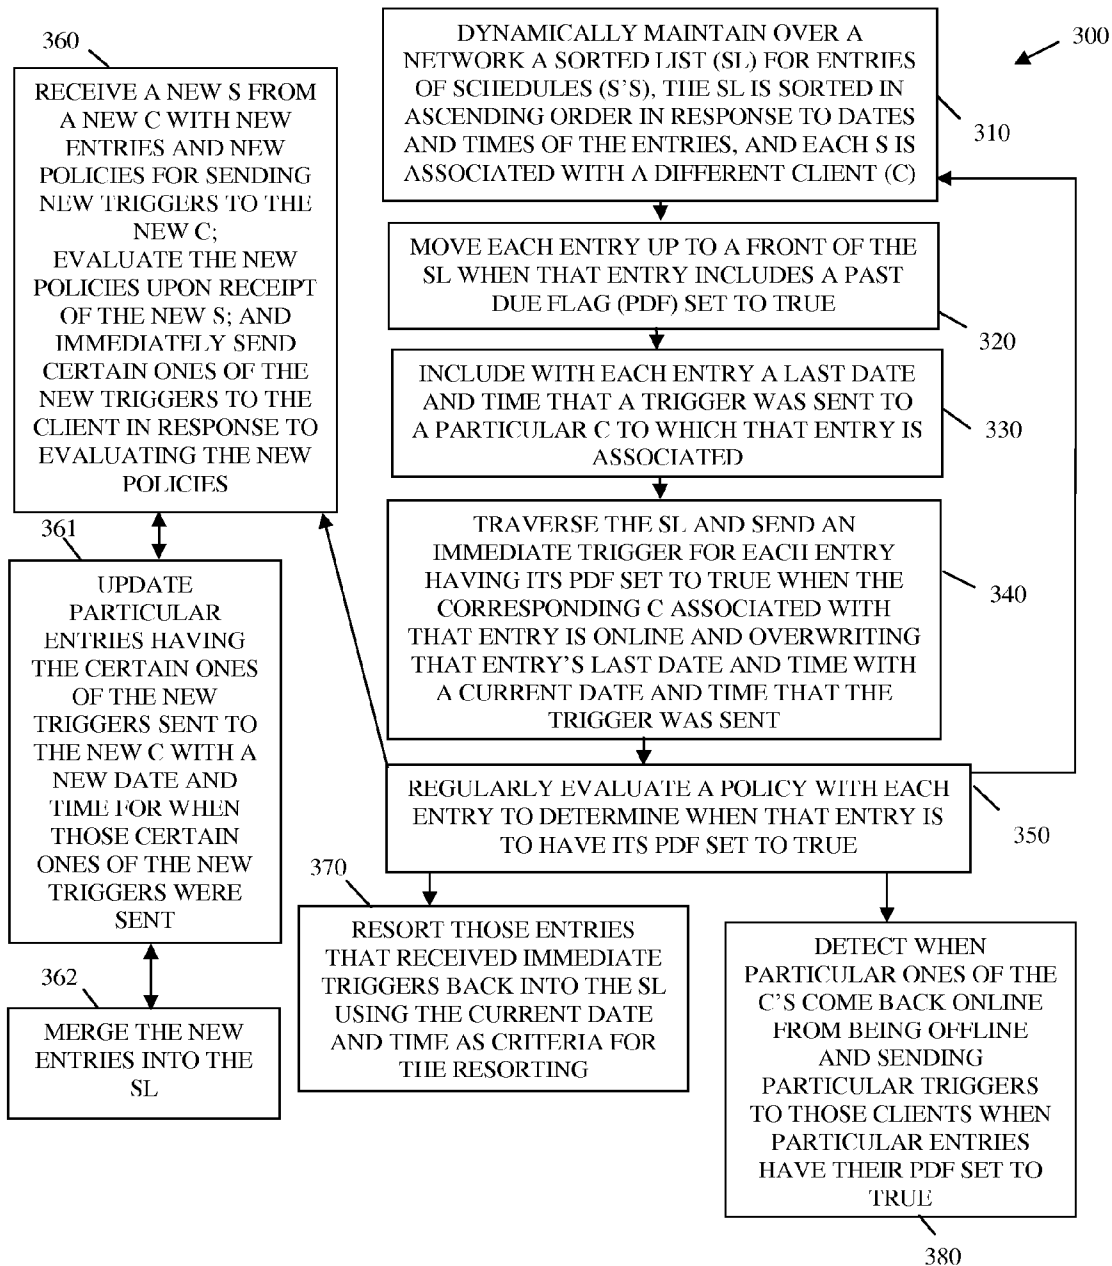 300
310
DYNAMICALLY MAINTAIN OVER A
NETWORK A SORTED LIST (SL) FOR ENTRIES
OF SCHEDULES (S'S), THE SL IS SORTED IN
ASCENDING ORDER IN RESPONSE TO DATES
AND TIMES OF THE ENTRIES, AND EACH S IS
ASSOCIATED WITH A DIFFERENT CLIENT (C)
MOVE EACH ENTRY UP TO A FRONT OF THE
SL WHEN THAT ENTRY INCLUDES A PAST
DUE FLAG (PDF) SET TO TRUE
320
INCLUDE WITH EACH ENTRY A LAST DATE
AND TIME THAT A TRIGGER WAS SENT TO
A PARTICULAR C TO WHICH THAT ENTRY IS
ASSOCIATED
330
TRAVERSE THE SL AND SEND AN
IMMEDIATE TRIGGER FOR EACH ENTRY
HAVING ITS PDF SET TO TRUE WHEN THE
CORRESPONDING C ASSOCIATED WITH
THAT ENTRY IS ONLINE AND OVERWRITING
THAT ENTRY'S LAST DATE AND TIME WITH
A CURRENT DATE AND TIME THAT THE
TRIGGER WAS SENT
340
REGULARLY EVALUATE A POLICY WITH EACH
ENTRY TO DETERMINE WHEN THAT ENTRY IS
TO HAVE ITS PDF SET TO TRUE
350
360
RECEIVE A NEW S FROM
A NEW C WITH NEW
ENTRIES AND NEW
POLICIES FOR SENDING
NEW TRIGGERS TO THE
NEW C;
EVALUATE THE NEW
POLICIES UPON RECEIPT
OF THE NEW S; AND
IMMEDIATELY SEND
CERTAIN ONES OF THE
NEW TRIGGERS TO THE
CLIENT IN RESPONSE TO
EVALUATING THE NEW
POLICIES
361
UPDATE
PARTICULAR
ENTRIES HAVING
THE CERTAIN ONES
OF THE NEW
TRIGGERS SENT TO
THE NEW C WITH A
NEW DATE AND
TIME FOR WHEN
THOSE CERTAIN
ONES OF THE NEW
TRIGGERS WERE
SENT
362
MERGE THE NEW
ENTRIES INTO THE
SL
370
RESORT THOSE ENTRIES
THAT RECEIVED IMMEDIATE
TRIGGERS BACK INTO THE SL
USING THE CURRENT DATE
AND TIME AS CRITERIA FOR
THE RESORTING
DETECT WHEN
PARTICULAR ONES OF THE
C'S COME BACK ONLINE
FROM BEING OFFLINE
AND SENDING
PARTICULAR TRIGGERS
TO THOSE CLIENTS WHEN
PARTICULAR ENTRIES
HAVE THEIR PDF SET TO
TRUE
380